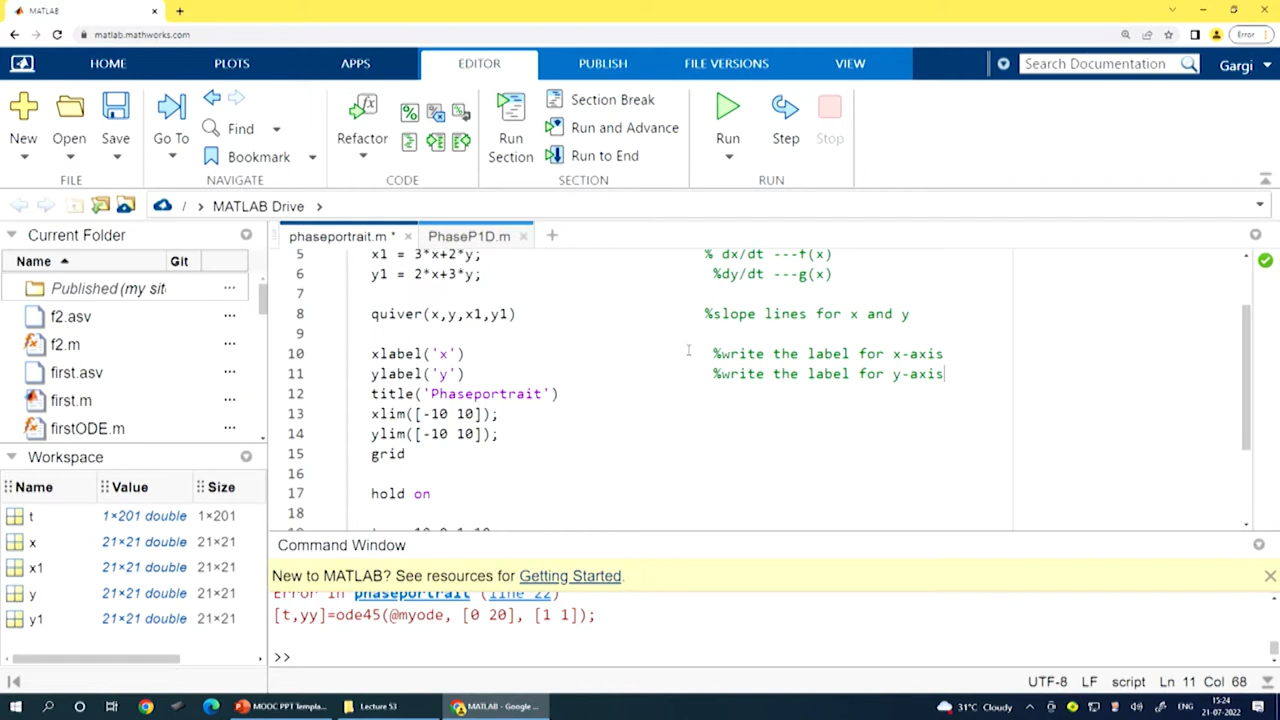 MATLAB
matlab.mathworks.com
Error
HOME PLOTS APPS EDITOR PUBLISH FILE VERSIONS VIEW
Search Documentation
Gargi
New Open Save
Go To
Find
Bookmark
Refactor
Run Section
Section Break
Run and Advance
Run to End
Run Step Stop
FILE NAVIGATE CODE SECTION RUN
/ MATLAB Drive
Current Folder
Name Git
Published (my sit
f2.asv
f2.m
first.asv
first.m
firstODE.m
Workspace
Name Value Size
t 1×201 double 1×201
x 21×21 double 21×21
x1 21×21 double 21×21
y 21×21 double 21×21
y1 21×21 double 21×21
phaseportrait.m * × PhaseP1D.m ×
5 x1 = 3*x+2*y; % dx/dt ---f(x)
6 y1 = 2*x+3*y; %dy/dt ---g(x)
7
8 quiver(x,y,x1,y1) %slope lines for x and y
9
10 xlabel('x') %write the label for x-axis
11 ylabel('y') %write the label for y-axis
12 title('Phaseportrait')
13 xlim([-10 10]);
14 ylim([-10 10]);
15 grid
16
17 hold on
18
Command Window
New to MATLAB? See resources for Getting Started.
Error in phaseportrait (line 22)
[t,yy]=ode45(@myode, [0 20], [1 1]);
>>
UTF-8 LF script Ln 11 Col 68
MOOC PPT Templa...
Lecture 53
MATLAB - Google ...
31°C Cloudy
ENG
15:24
21-07-2022